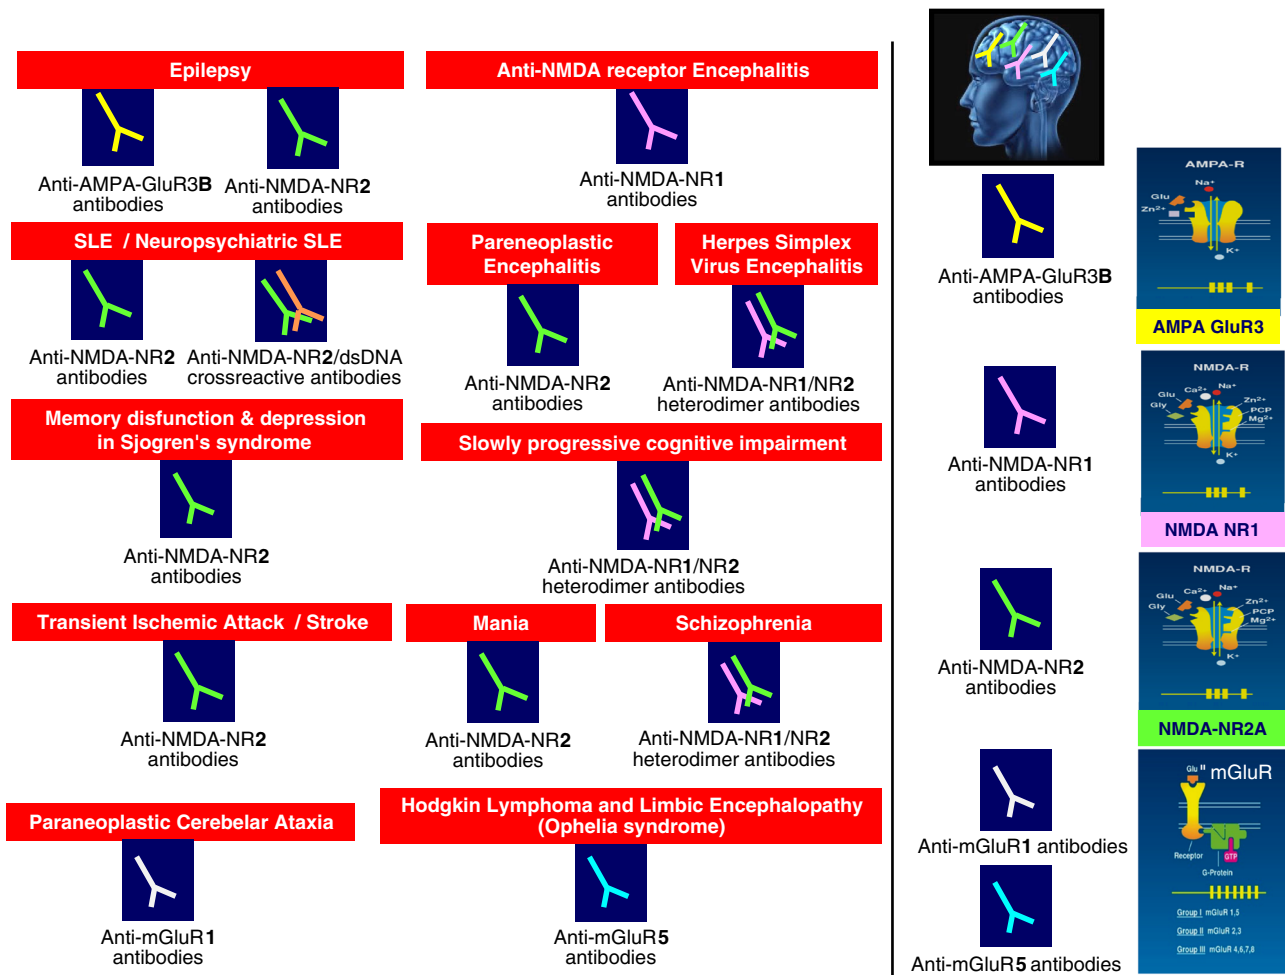 Epilepsy
Anti-AMPA-GluR3B
antibodies
Anti-NMDA-NR2
antibodies
Anti-NMDA receptor Encephalitis
Anti-NMDA-NR1
antibodies
SLE / Neuropsychiatric SLE
Anti-NMDA-NR2
antibodies
Anti-NMDA-NR2/dsDNA
crossreactive antibodies
Pareneoplastic
Encephalitis
Anti-NMDA-NR2
antibodies
Herpes Simplex
Virus Encephalitis
Anti-NMDA-NR1/NR2
heterodimer antibodies
Memory disfunction & depression
in Sjogren's syndrome
Anti-NMDA-NR2
antibodies
Slowly progressive cognitive impairment
Anti-NMDA-NR1/NR2
heterodimer antibodies
Transient Ischemic Attack / Stroke
Anti-NMDA-NR2
antibodies
Mania
Anti-NMDA-NR2
antibodies
Schizophrenia
Anti-NMDA-NR1/NR2
heterodimer antibodies
Paraneoplastic Cerebelar Ataxia
Anti-mGluR1
antibodies
Hodgkin Lymphoma and Limbic Encephalopathy
(Ophelia syndrome)
Anti-mGluR5
antibodies
Anti-AMPA-GluR3B
antibodies
AMPA-R
Na+
Glu
Zn2+
K+
AMPA GluR3
Anti-NMDA-NR1
antibodies
NMDA-R
Na+
Ca2+
Glu
Gly
Zn2+
PCP
Mg2+
K+
NMDA NR1
Anti-NMDA-NR2
antibodies
NMDA-R
Na+
Ca2+
Glu
Gly
Zn2+
PCP
Mg2+
K+
NMDA-NR2A
Anti-mGluR1 antibodies
Anti-mGluR5 antibodies
Glu II mGluR
Receptor
GTP
G-Protein
Group I mGluR 1,5
Group II mGluR 2,3
Group III mGluR 4,6,7,8